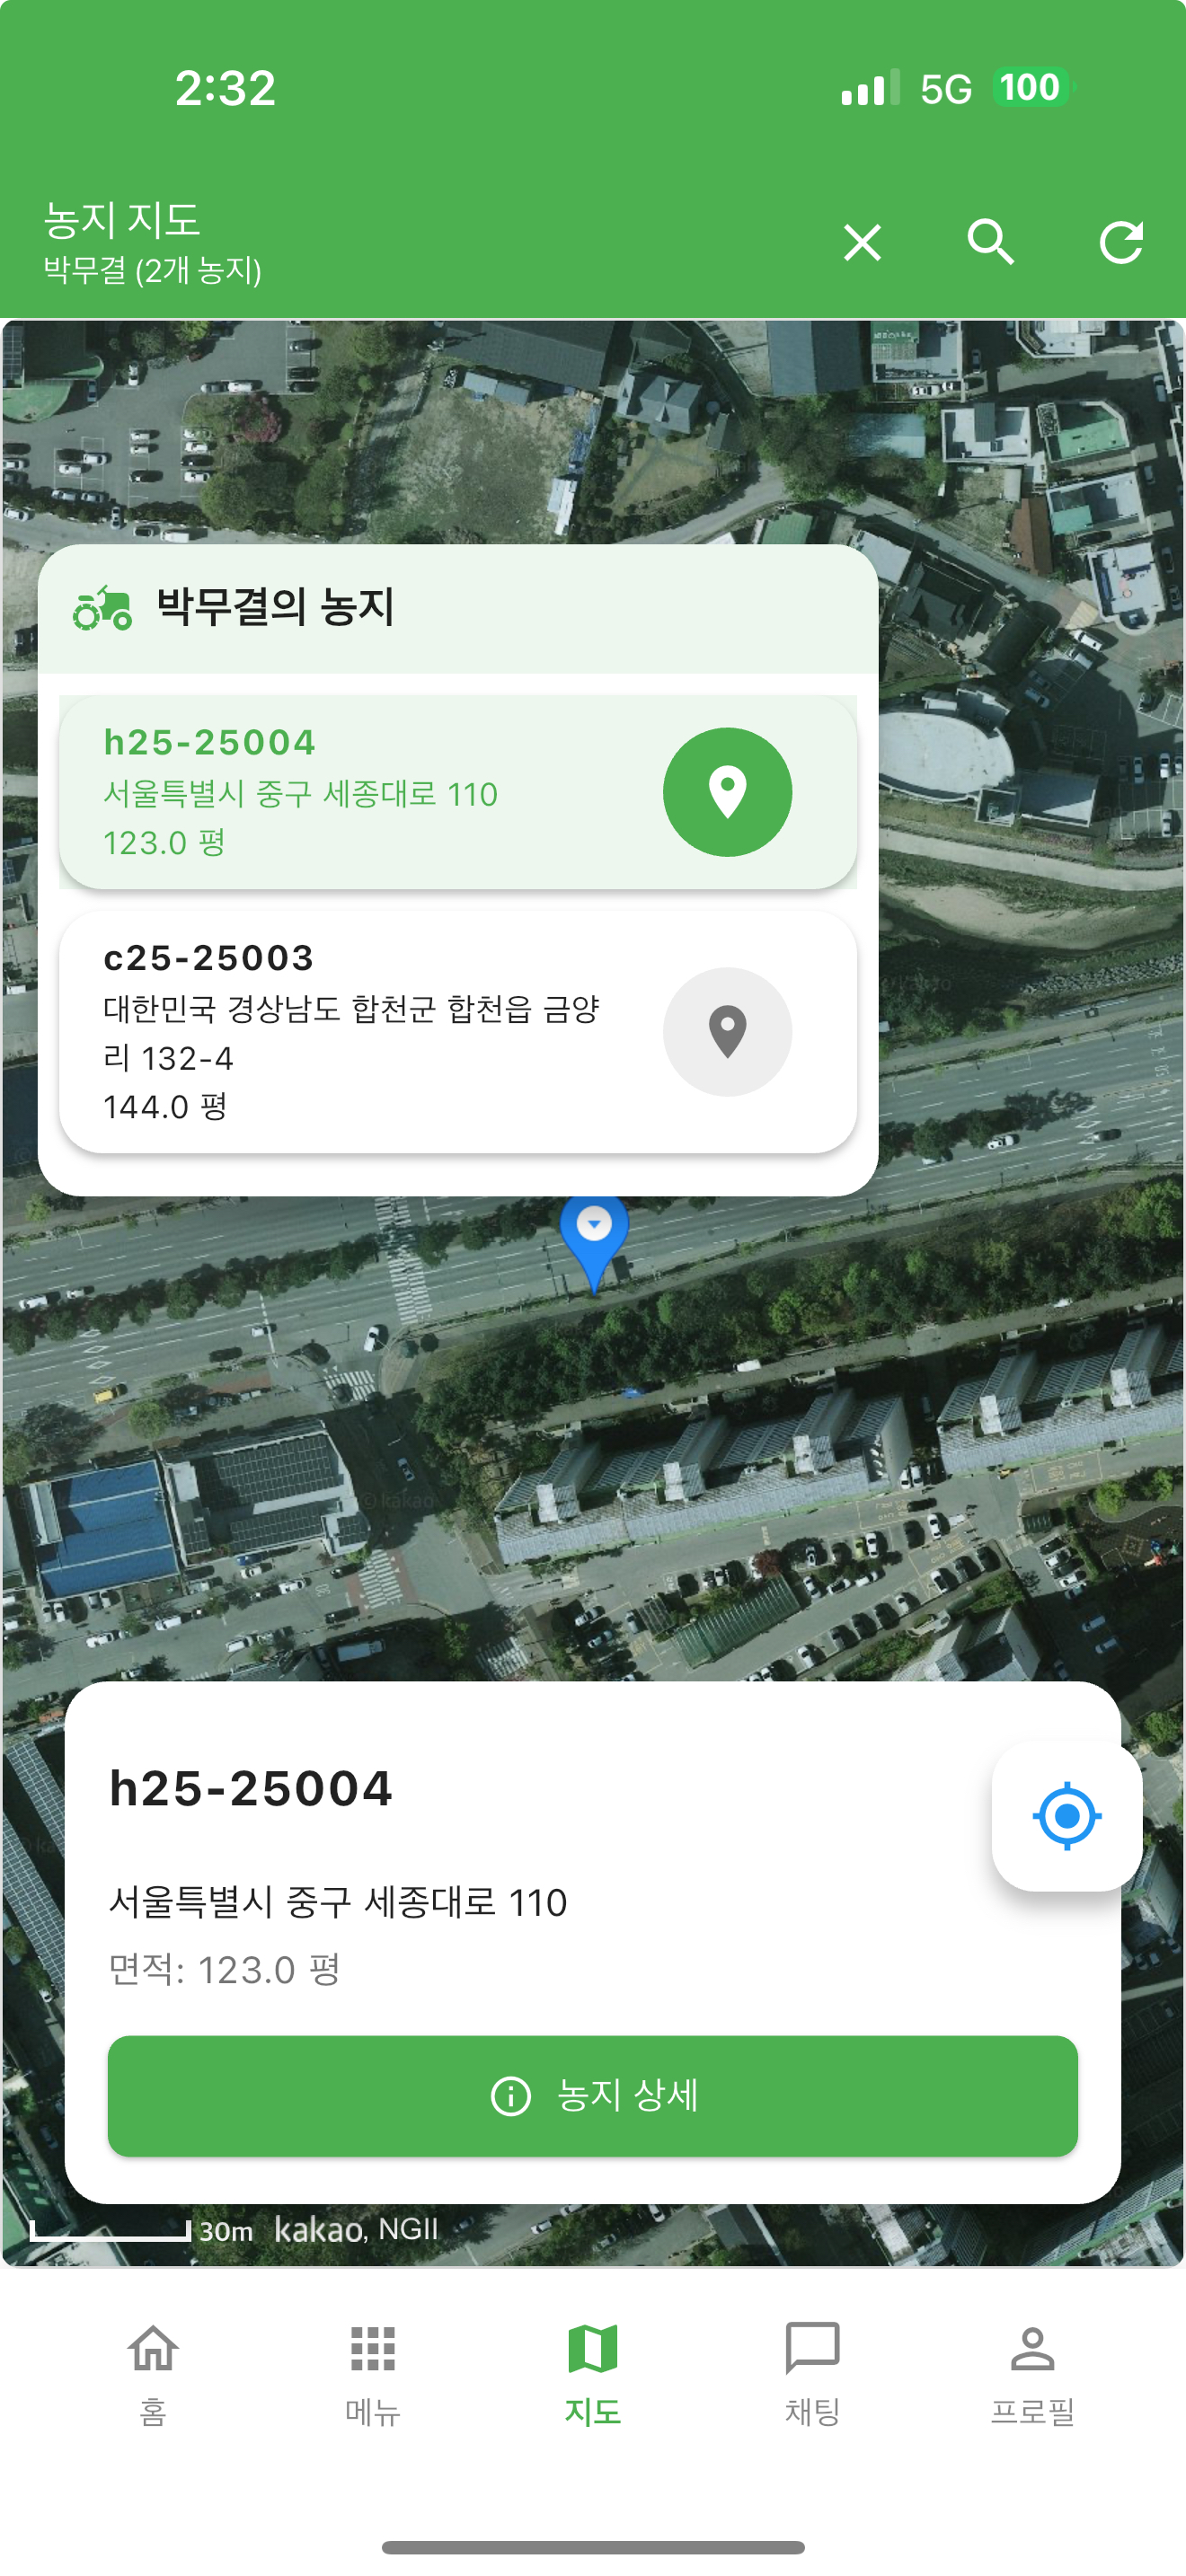 2:32
5G 100
농지 지도
박무결 (2개 농지)
박무결의 농지
h25-25004
서울특별시 중구 세종대로 110
123.0 평
c25-25003
대한민국 경상남도 합천군 합천읍 금양
리 132-4
144.0 평
© kakao
h25-25004
서울특별시 중구 세종대로 110
면적: 123.0 평
농지 상세
30m kakao, NGII
홈 메뉴 지도 채팅 프로필